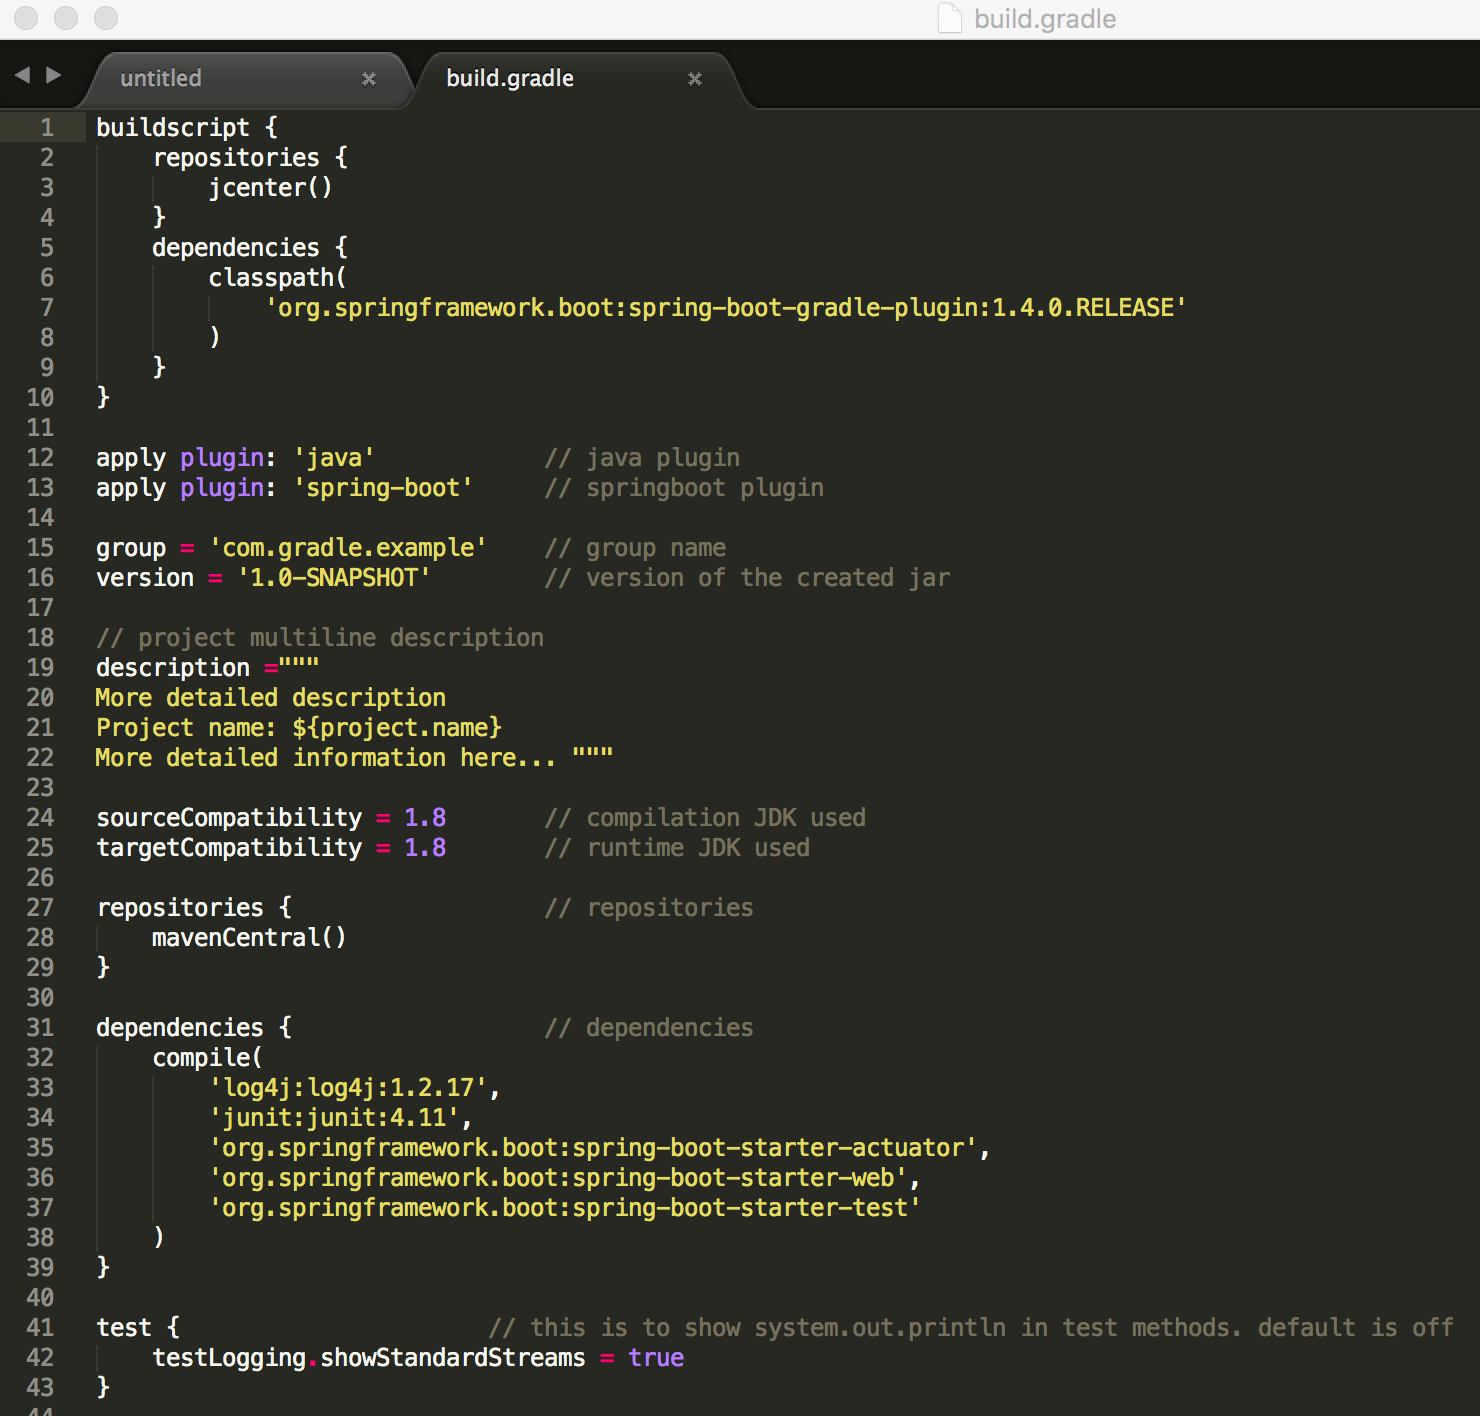 build.gradle
untitled
build.gradle
1 buildscript {
2     repositories {
3         jcenter()
4     }
5     dependencies {
6         classpath(
7             'org.springframework.boot:spring-boot-gradle-plugin:1.4.0.RELEASE'
8         )
9     }
10 }
11
12 apply plugin: 'java'            // java plugin
13 apply plugin: 'spring-boot'     // springboot plugin
14
15 group = 'com.gradle.example'    // group name
16 version = '1.0-SNAPSHOT'        // version of the created jar
17
18 // project multiline description
19 description ="""
20 More detailed description
21 Project name: ${project.name}
22 More detailed information here... """
23
24 sourceCompatibility = 1.8       // compilation JDK used
25 targetCompatibility = 1.8       // runtime JDK used
26
27 repositories {                  // repositories
28     mavenCentral()
29 }
30
31 dependencies {                  // dependencies
32     compile(
33         'log4j:log4j:1.2.17',
34         'junit:junit:4.11',
35         'org.springframework.boot:spring-boot-starter-actuator',
36         'org.springframework.boot:spring-boot-starter-web',
37         'org.springframework.boot:spring-boot-starter-test'
38     )
39 }
40
41 test {                      // this is to show system.out.println in test methods. default is off
42     testLogging.showStandardStreams = true
43 }
44